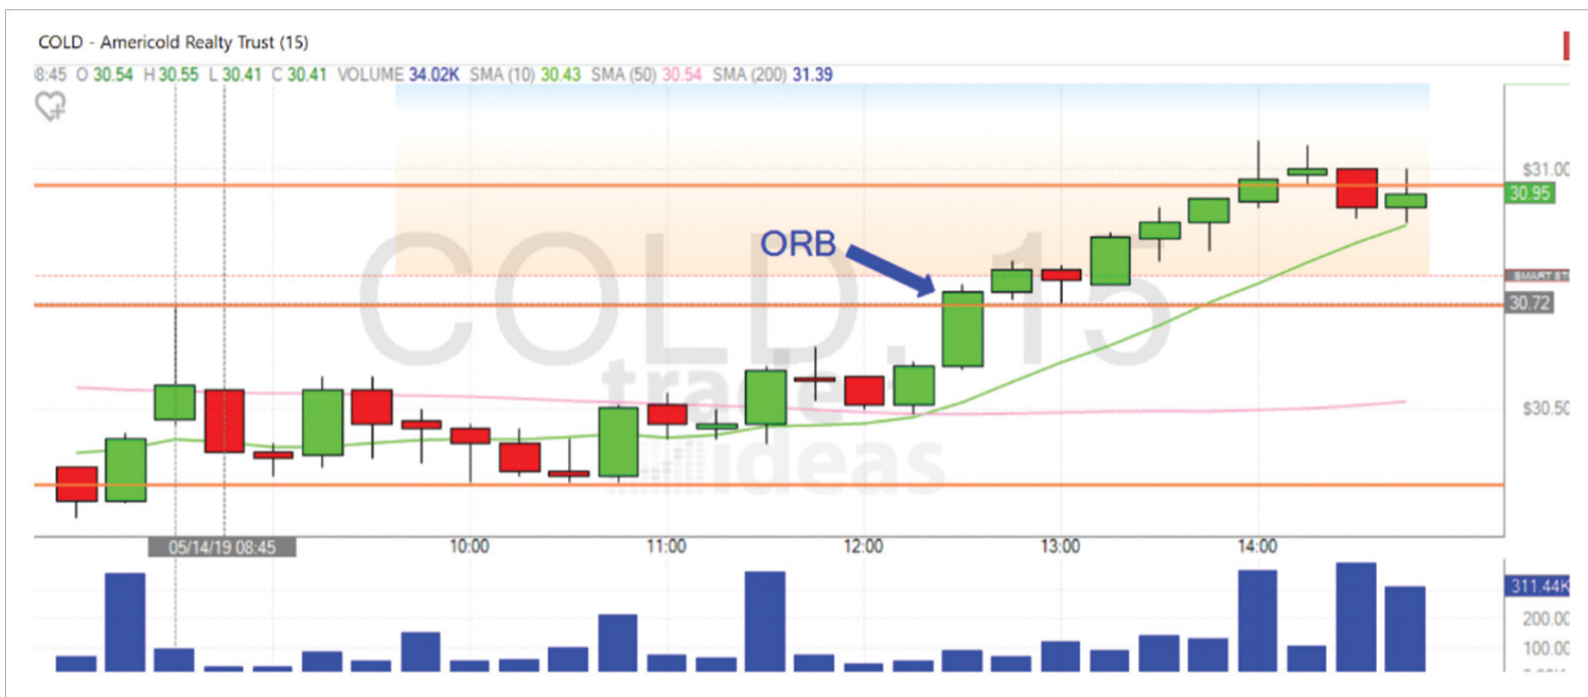 COLD - Americold Realty Trust (15)
8:45 O 30.54 H 30.55 L 30.41 C 30.41 VOLUME 34.02K SMA (10) 30.43 SMA (50) 30.54 SMA (200) 31.39
$31.00
30.95
ORB
COLD, 15
SMART ST
30.72
trade
ideas
$30.50
05/14/19 08:45 10:00 11:00 12:00 13:00 14:00
311.44K
200.00
100.00